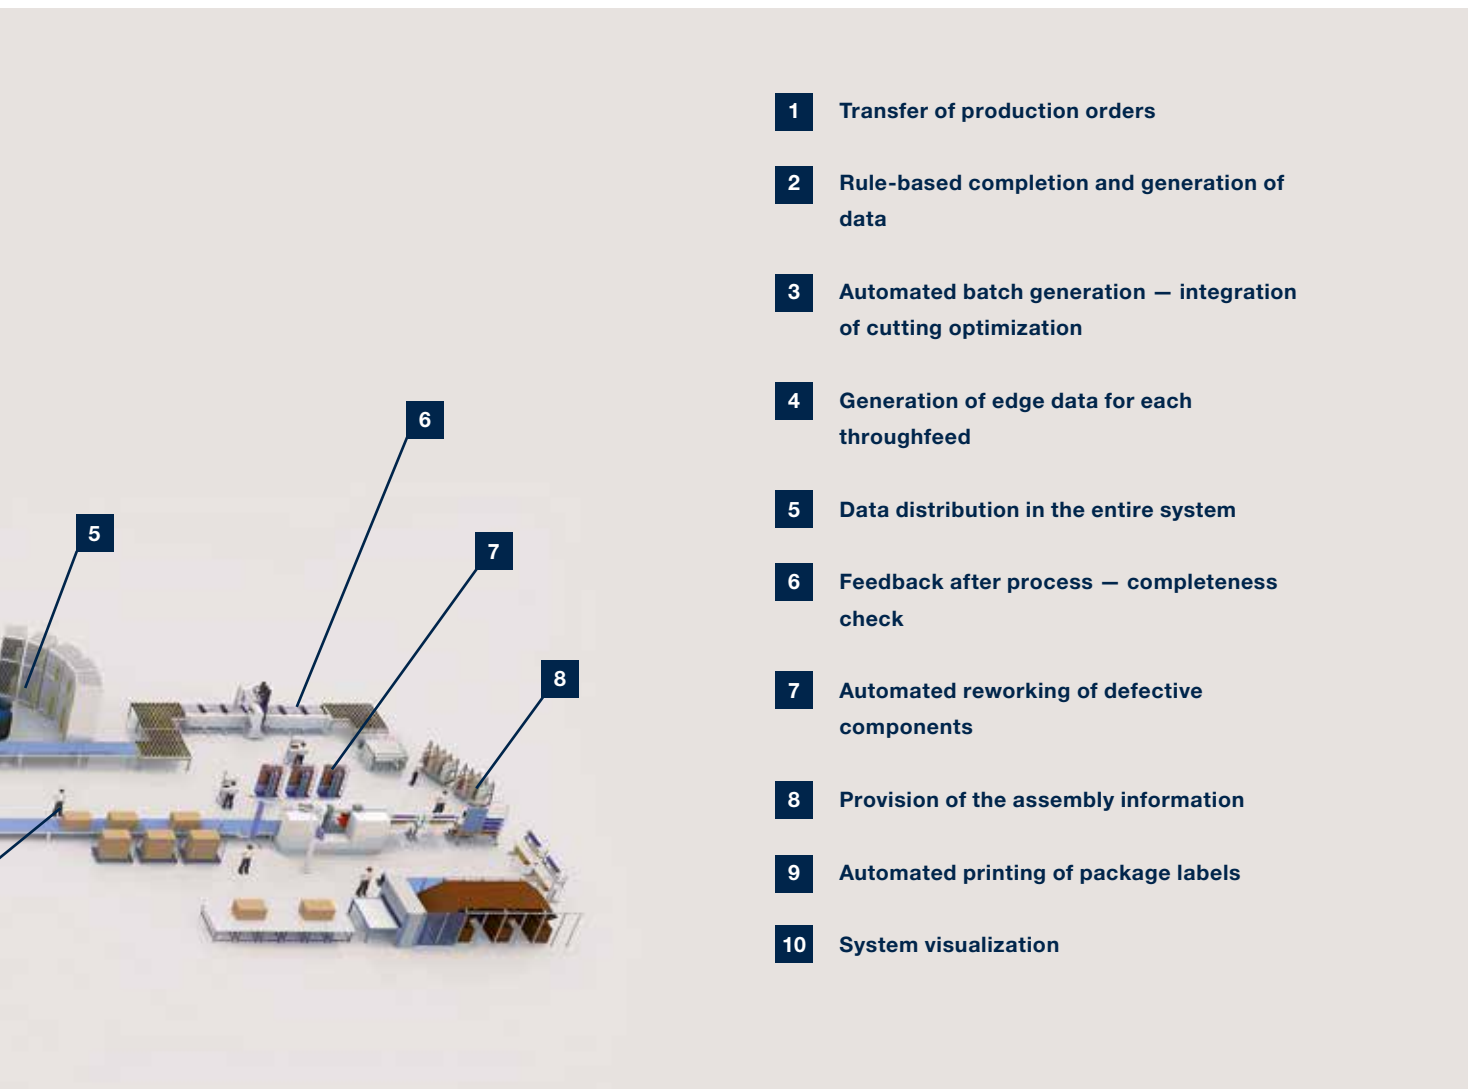 1 Transfer of production orders
2 Rule-based completion and generation of
data
3 Automated batch generation — integration
of cutting optimization
4 Generation of edge data for each
throughfeed
5 Data distribution in the entire system
6 Feedback after process — completeness
check
7 Automated reworking of defective
components
8 Provision of the assembly information
9 Automated printing of package labels
10 System visualization
6
5
7
8